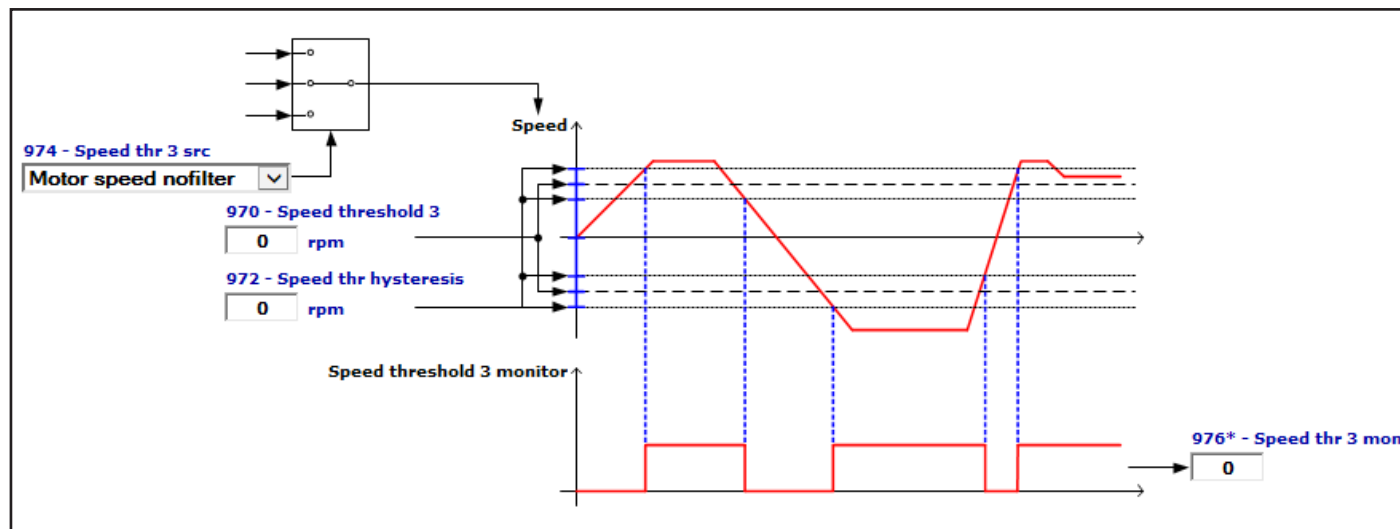 Speed
974 - Speed thr 3 src
Motor speed nofilter
970 - Speed threshold 3
0 rpm
972 - Speed thr hysteresis
0 rpm
Speed threshold 3 monitor
976* - Speed thr 3 mon
0